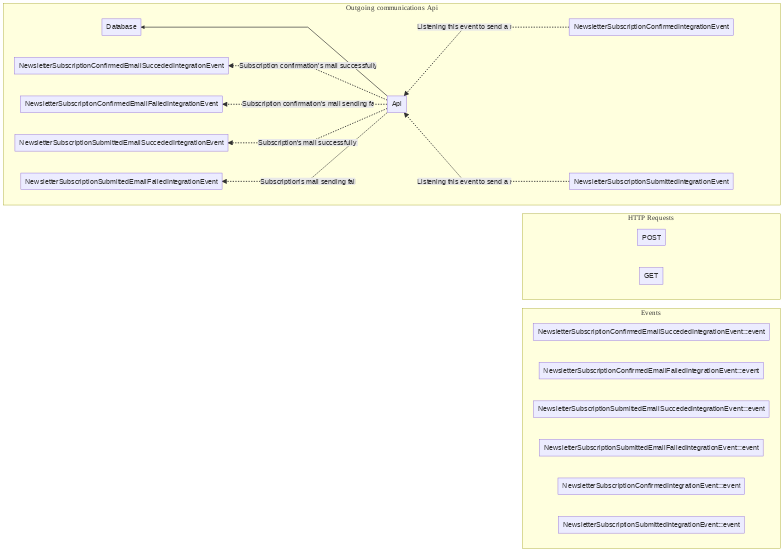 Outgoing communications Api
Database
Listening this event to send a
NewsletterSubscriptionConfirmedIntegrationEvent
NewsletterSubscriptionConfirmedEmailSuccededIntegrationEvent
Subscription confirmation's mail successfully
NewsletterSubscriptionConfirmedEmailFailedIntegrationEvent
Subscription confirmation's mail sending fai
Api
NewsletterSubscriptionSubmittedEmailSuccededIntegrationEvent
Subscription's mail successfully
NewsletterSubscriptionSubmittedEmailFailedIntegrationEvent
Subscription's mail sending fail
Listening this event to send a
NewsletterSubscriptionSubmittedIntegrationEvent
HTTP Requests
POST
GET
Events
NewsletterSubscriptionConfirmedEmailSuccededIntegrationEvent:::event
NewsletterSubscriptionConfirmedEmailFailedIntegrationEvent:::event
NewsletterSubscriptionSubmittedEmailSuccededIntegrationEvent:::event
NewsletterSubscriptionSubmittedEmailFailedIntegrationEvent:::event
NewsletterSubscriptionConfirmedIntegrationEvent:::event
NewsletterSubscriptionSubmittedIntegrationEvent:::event